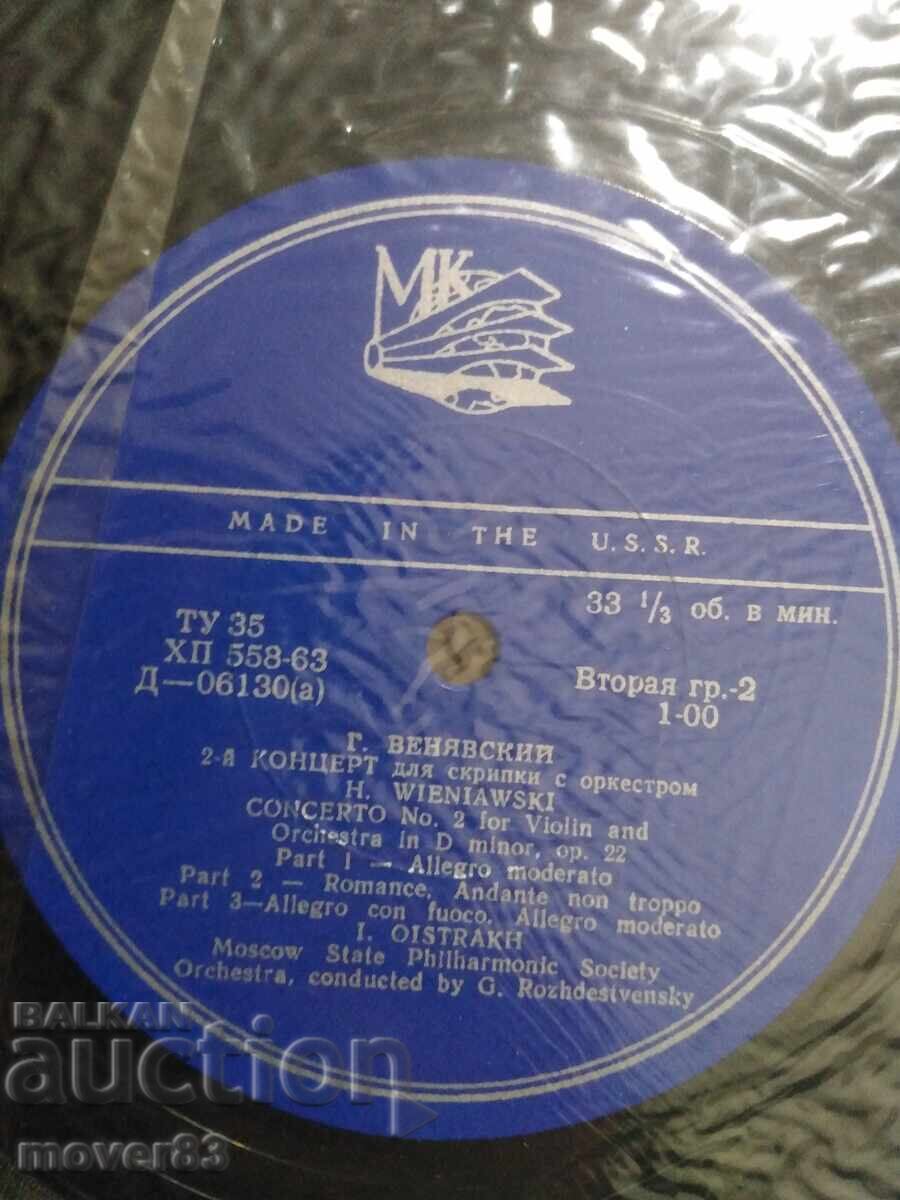 МК
MADE IN THE U.S.S.R.
33 1/3 об. в мин.
ТУ 35
ХП 558-63
Д—06130(а)
Вторая гр.-2
1-00
Г. ВЕНЯВСКИЙ
2-й КОНЦЕРТ для скрипки с оркестром
H. WIENIAWSKI
CONCERTO No. 2 for Violin and
Orchestra in D minor, op. 22
Part 1 — Allegro moderato
Part 2 — Romance, Andante non troppo
Part 3—Allegro con fuoco. Allegro moderato
I. OISTRAKH
Moscow State Philharmonic Society
Orchestra, conducted by G. Rozhdestvensky
BALKAN
auction
mover83